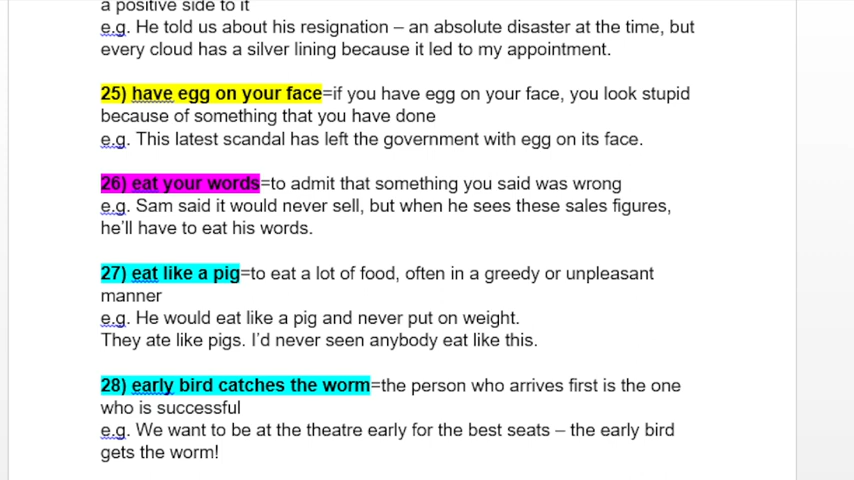 a positive side to it
e.g. He told us about his resignation – an absolute disaster at the time, but
every cloud has a silver lining because it led to my appointment.
25) have egg on your face=if you have egg on your face, you look stupid
because of something that you have done
e.g. This latest scandal has left the government with egg on its face.
26) eat your words=to admit that something you said was wrong
e.g. Sam said it would never sell, but when he sees these sales figures,
he’ll have to eat his words.
27) eat like a pig=to eat a lot of food, often in a greedy or unpleasant
manner
e.g. He would eat like a pig and never put on weight.
They ate like pigs. I’d never seen anybody eat like this.
28) early bird catches the worm=the person who arrives first is the one
who is successful
e.g. We want to be at the theatre early for the best seats – the early bird
gets the worm!